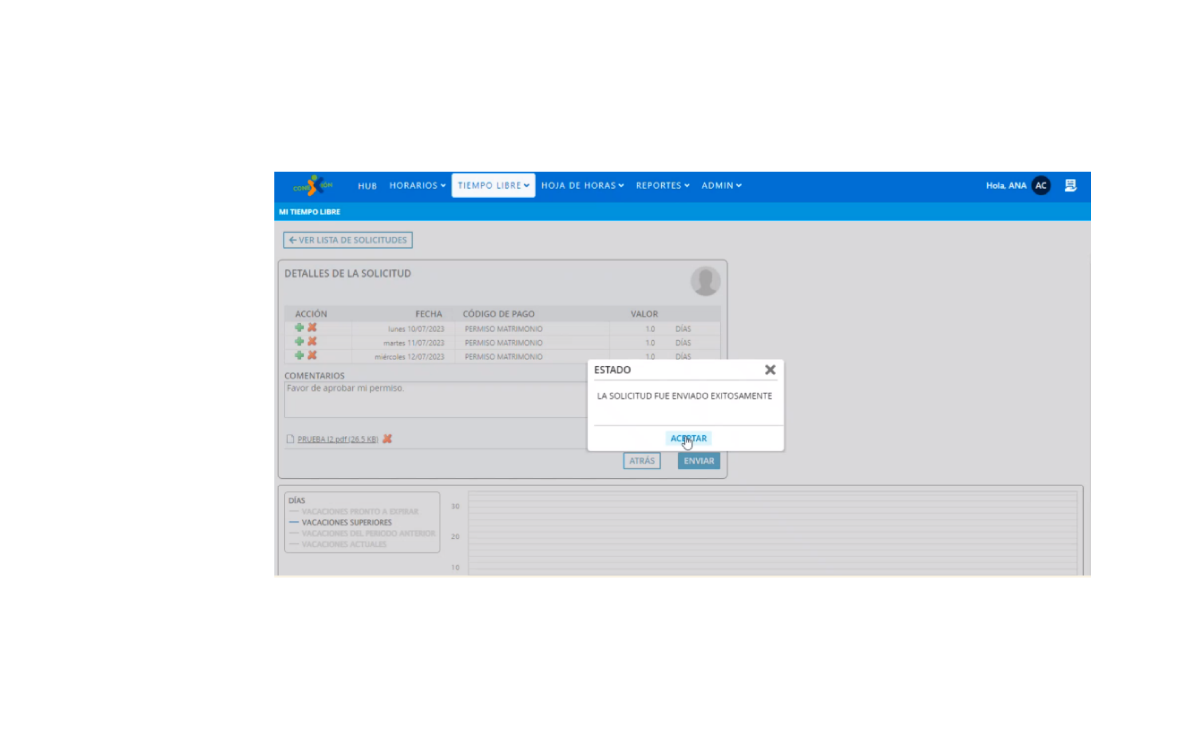 HUB HORARIOS TIEMPO LIBRE HOJA DE HORAS REPORTES ADMIN Hola, ANA AC
MI TIEMPO LIBRE
VER LISTA DE SOLICITUDES
DETALLES DE LA SOLICITUD
ACCIÓN FECHA CÓDIGO DE PAGO VALOR
lunes 10/07/2023 PERMISO MATRIMONIO 1.0 DÍAS
martes 11/07/2023 PERMISO MATRIMONIO 1.0 DÍAS
miércoles 12/07/2023 PERMISO MATRIMONIO 1.0 DÍAS
COMENTARIOS
Favor de aprobar mi permiso.
ESTADO
LA SOLICITUD FUE ENVIADO EXITOSAMENTE
ACEPTAR
PRUEBA (2.pdf (26.5 KB)
ATRÁS ENVIAR
DÍAS
VACACIONES PRONTO A EXPIRAR
VACACIONES SUPERIORES
VACACIONES DEL PERIODO ANTERIOR
VACACIONES ACTUALES
30
20
10